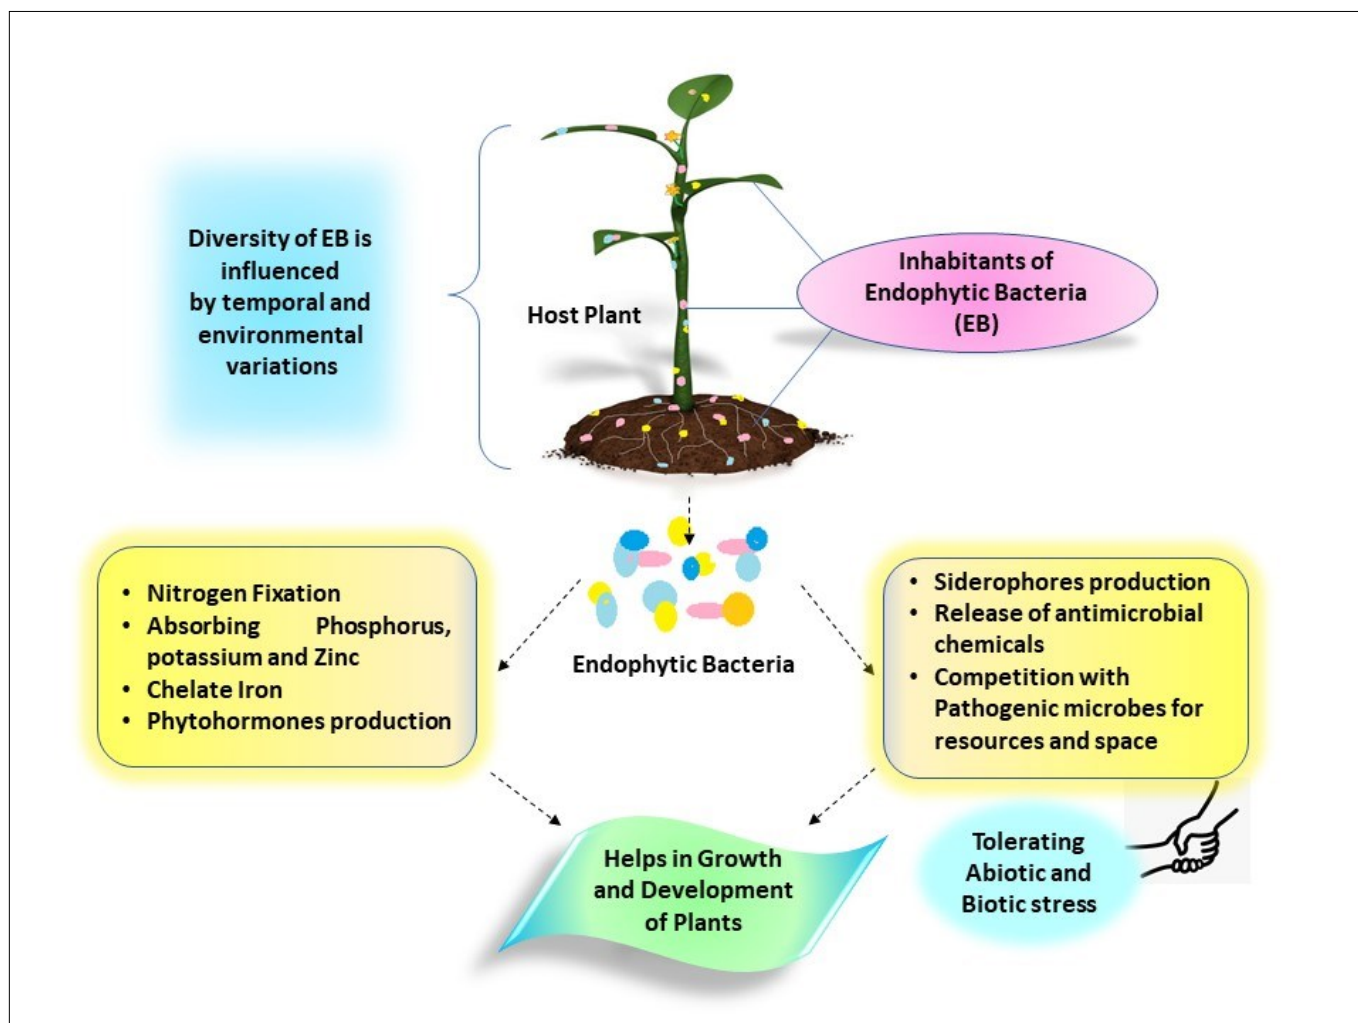 Diversity of EB is
influenced
by temporal and
environmental
variations
Host Plant
Inhabitants of
Endophytic Bacteria
(EB)
• Nitrogen Fixation
• Absorbing Phosphorus,
potassium and Zinc
• Chelate Iron
• Phytohormones production
Endophytic Bacteria
• Siderophores production
• Release of antimicrobial
chemicals
• Competition with
Pathogenic microbes for
resources and space
Helps in Growth
and Development
of Plants
Tolerating
Abiotic and
Biotic stress